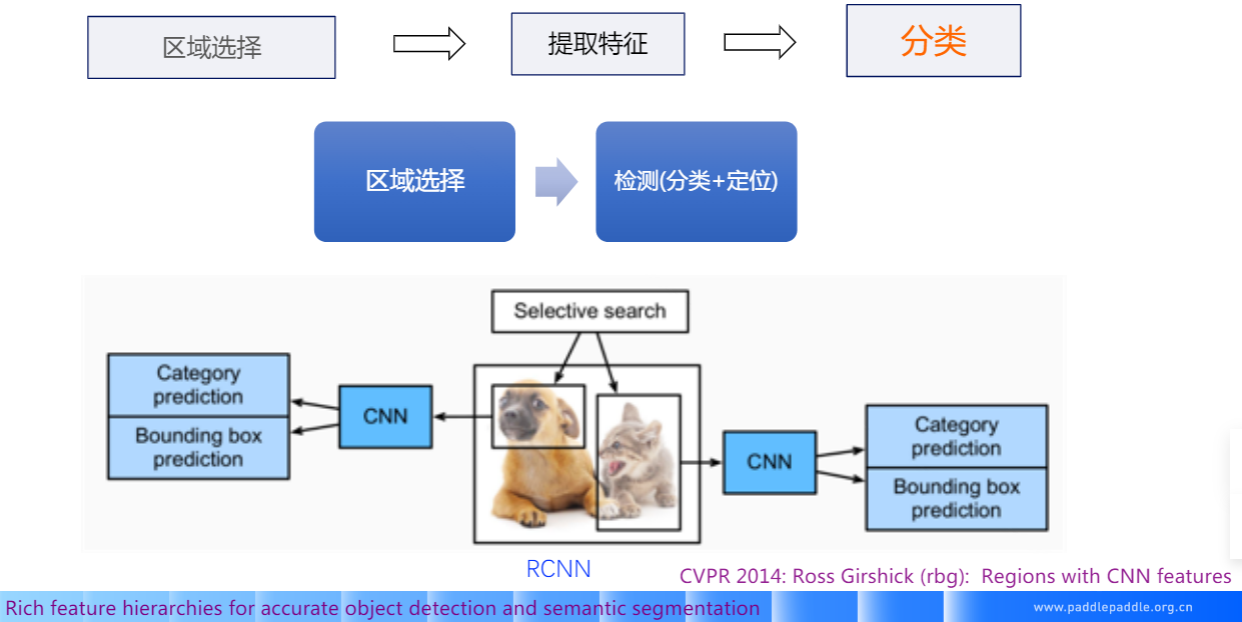 区域选择
提取特征
分类
区域选择
检测(分类+定位)
Selective search
Category
prediction
Bounding box
prediction
CNN
CNN
Category
prediction
Bounding box
prediction
RCNN
CVPR 2014: Ross Girshick (rbg): Regions with CNN features
Rich feature hierarchies for accurate object detection and semantic segmentation
www.paddlepaddle.org.cn